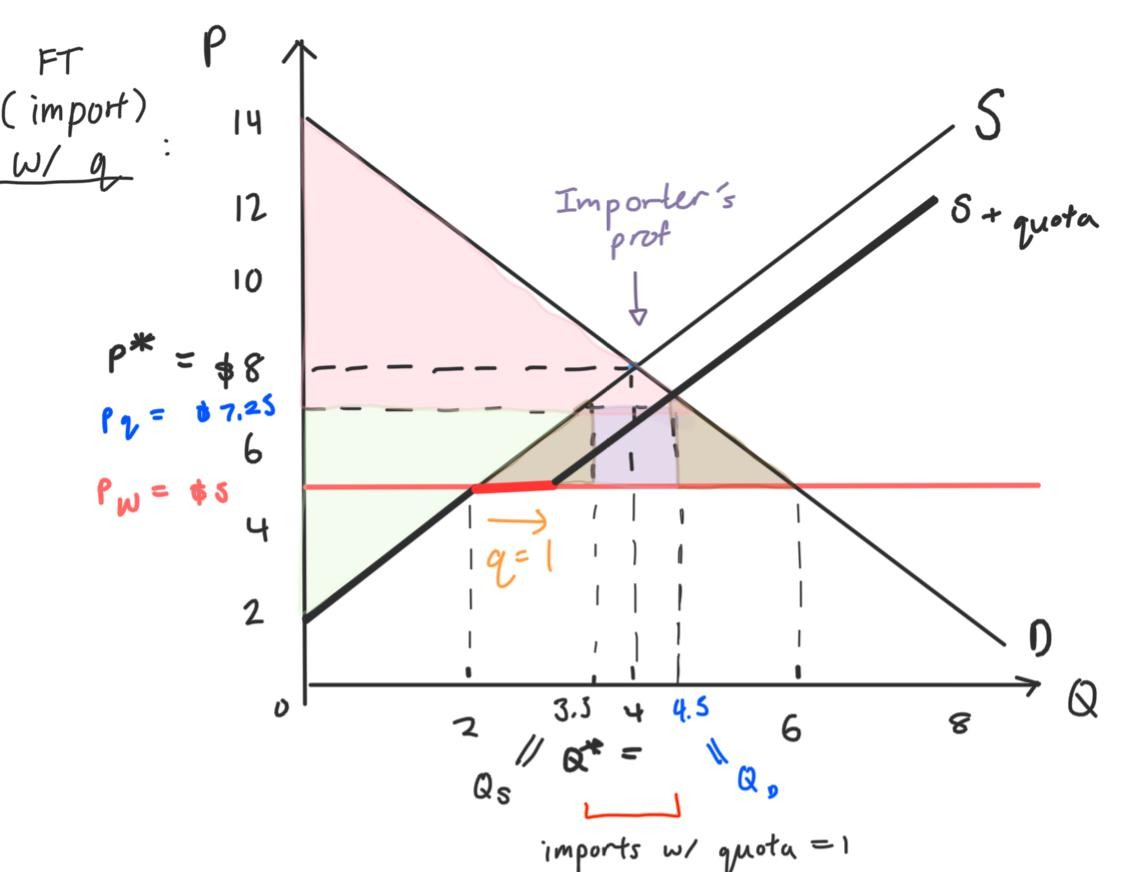 FT
(import)
w/ q :
P
14
12
10
P* = $8
Pq = $7.25
6
Pw = $5
4
2
0
Importer's
prof
S
S + quota
q = 1
D
Q
2
3.5
4
4.5
6
8
Qs
Q* =
QD
imports w/ quota = 1